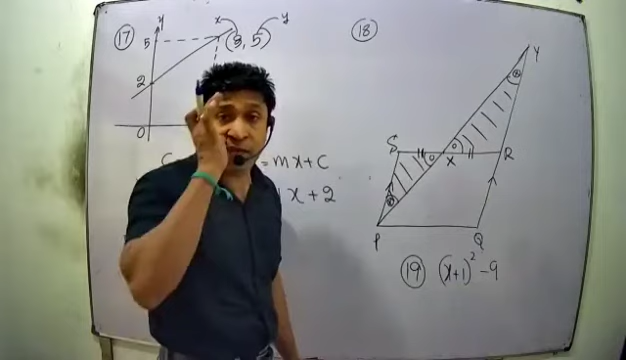 17
y
5
x
y
(3, 5)
2
0
C
= mx + c
x + 2
18
Y
S
X
R
P
Q
19 (x+1)² - 9